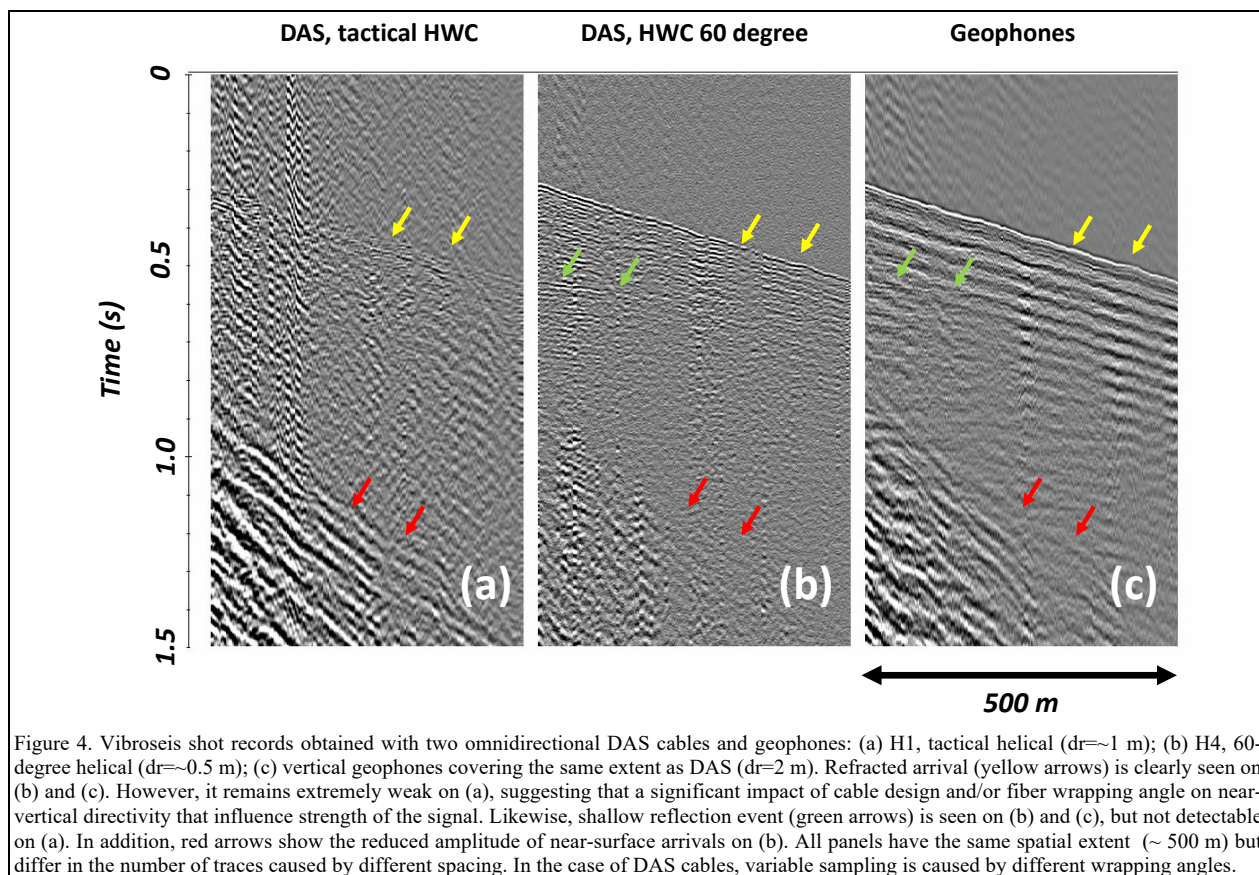 DAS, tactical HWC
DAS, HWC 60 degree
Geophones
0
0.5
1.0
1.5
Time (s)
(a)
(b)
(c)
500 m
Figure 4. Vibroseis shot records obtained with two omnidirectional DAS cables and geophones: (a) H1, tactical helical (dr=~1 m); (b) H4, 60-
degree helical (dr=~0.5 m); (c) vertical geophones covering the same extent as DAS (dr=2 m). Refracted arrival (yellow arrows) is clearly seen on
(b) and (c). However, it remains extremely weak on (a), suggesting that a significant impact of cable design and/or fiber wrapping angle on near-
vertical directivity that influence strength of the signal. Likewise, shallow reflection event (green arrows) is seen on (b) and (c), but not detectable
on (a). In addition, red arrows show the reduced amplitude of near-surface arrivals on (b). All panels have the same spatial extent (~ 500 m) but
differ in the number of traces caused by different spacing. In the case of DAS cables, variable sampling is caused by different wrapping angles.